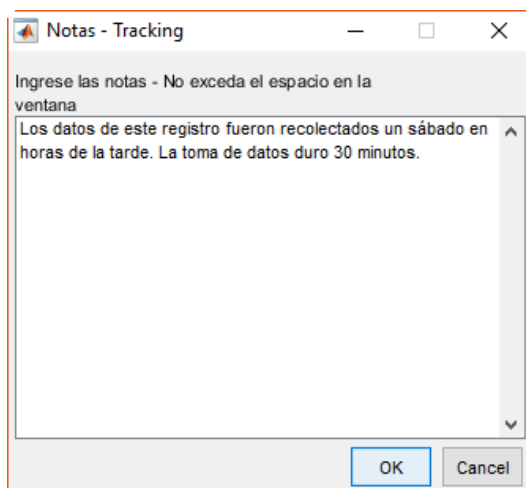 Notas - Tracking
Ingrese las notas - No exceda el espacio en la
ventana
Los datos de este registro fueron recolectados un sábado en
horas de la tarde. La toma de datos duro 30 minutos.
OK
Cancel